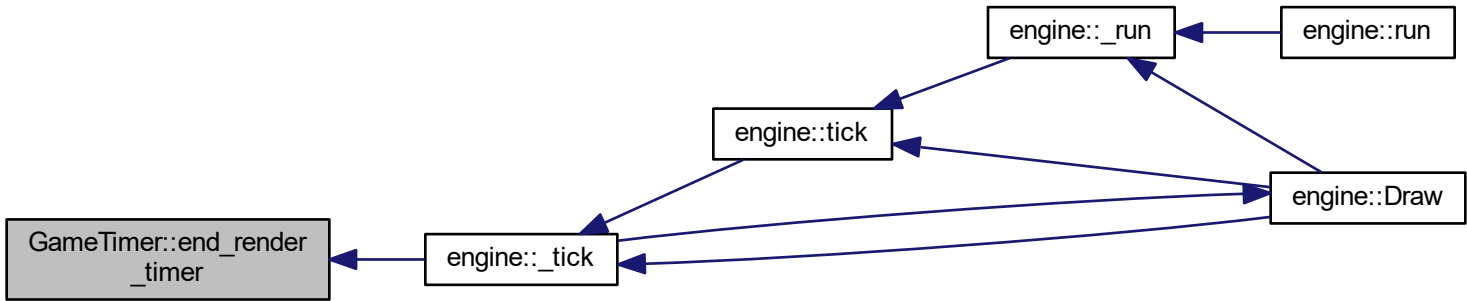 GameTimer::end_render
_timer
engine::_tick
engine::tick
engine::_run
engine::run
engine::Draw